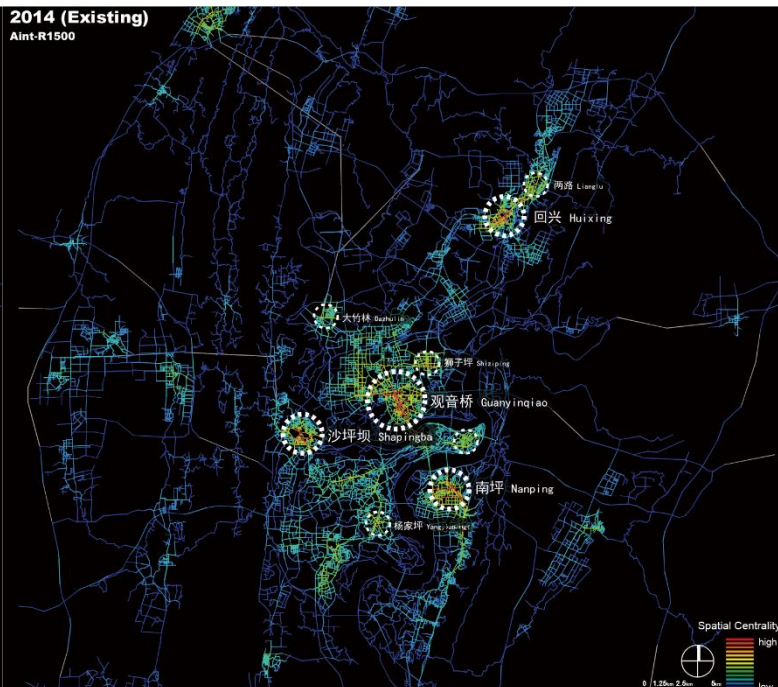 2014 (Existing)
Aint-R1500
两路 Lianglu
回兴 Huixing
大竹林 Dazhulin
狮子坪 Shiziping
观音桥 Guanyinqiao
沙坪坝 Shapingba
南坪 Nanping
杨家坪
Spatial Centrality
high
low
0 1.25km 2.5km 5km